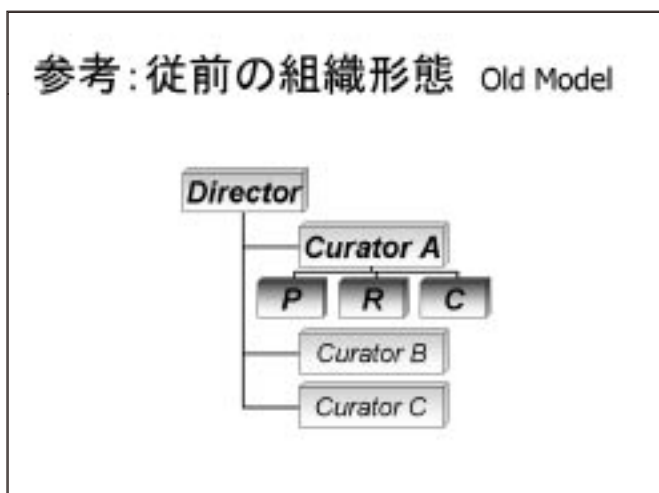 参考:従前の組織形態 Old Model
Director
Curator A
P R C
Curator B
Curator C